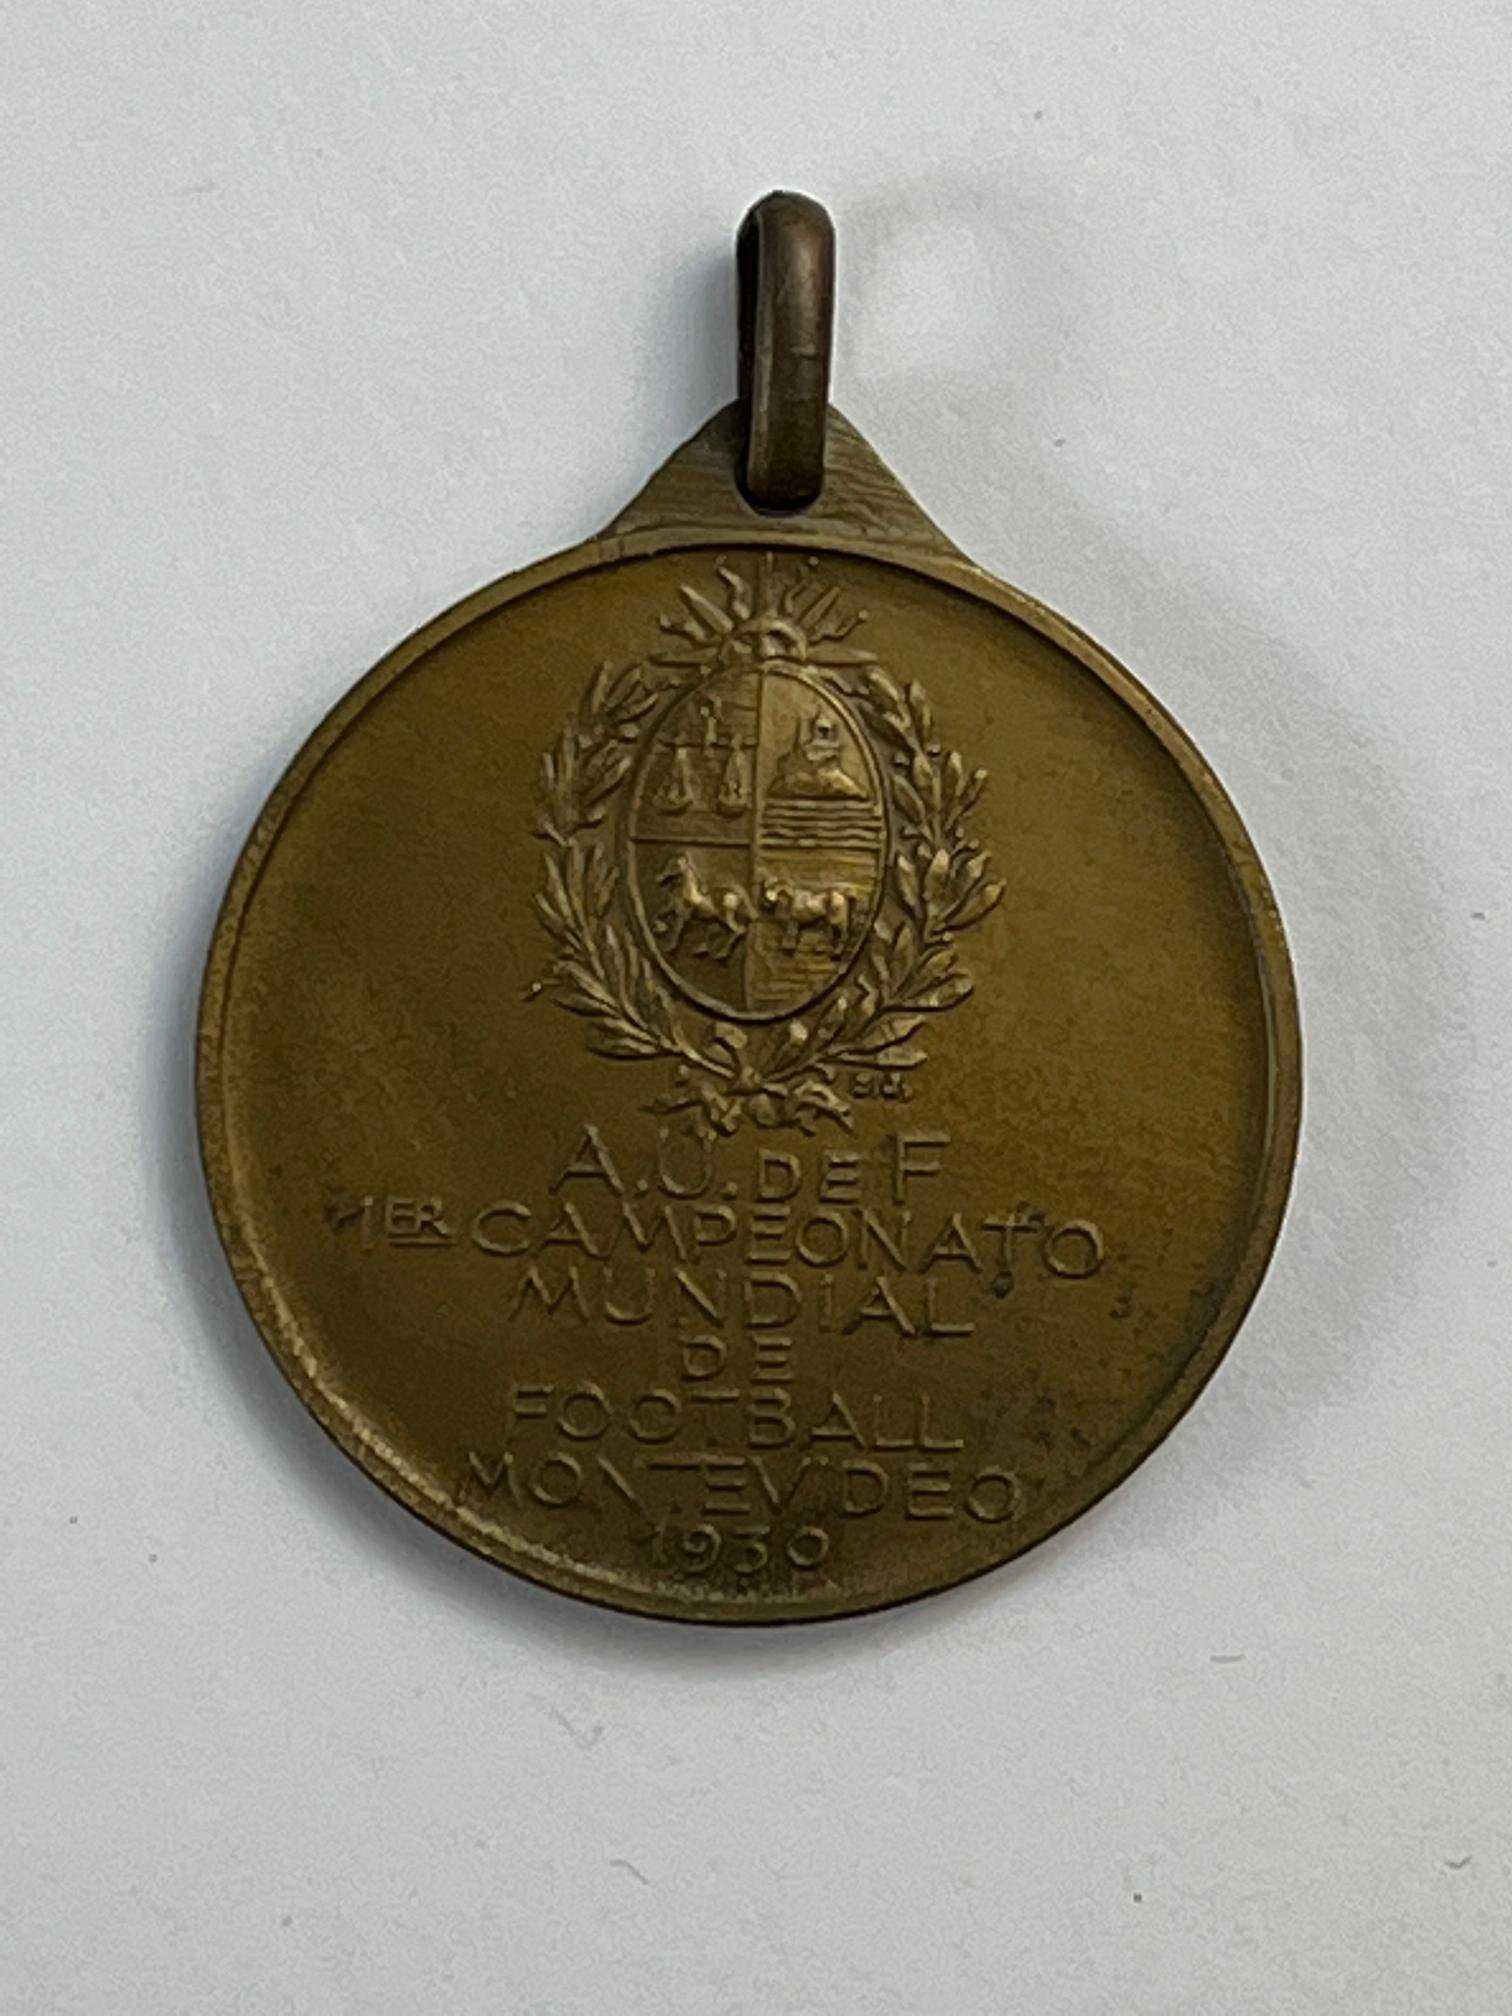 A.U. DE F
1ER CAMPEONATO
MUNDIAL
DE
FOOTBALL
MONTEVIDEO
1930